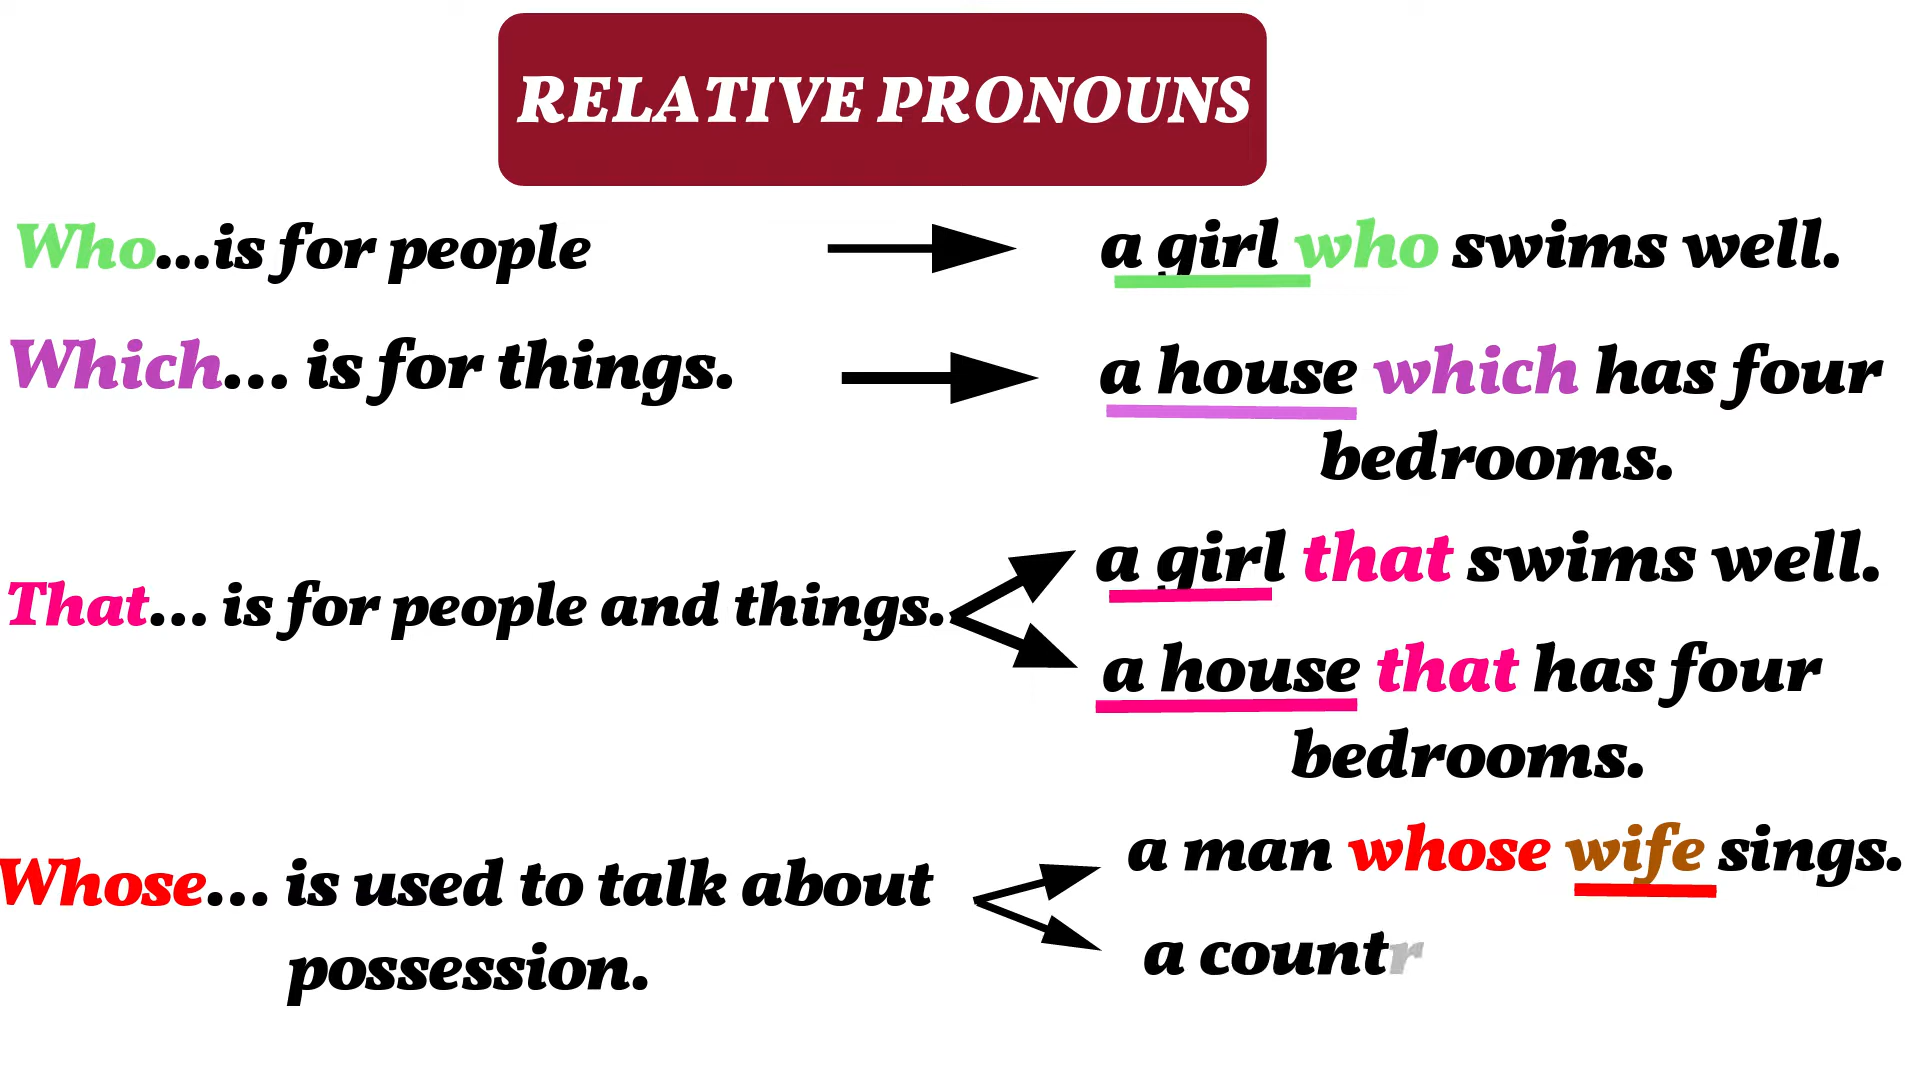 RELATIVE PRONOUNS
Who...is for people
a girl who swims well.
Which... is for things.
a house which has four
bedrooms.
That... is for people and things.
a girl that swims well.
a house that has four
bedrooms.
Whose... is used to talk about
possession.
a man whose wife sings.
a countr